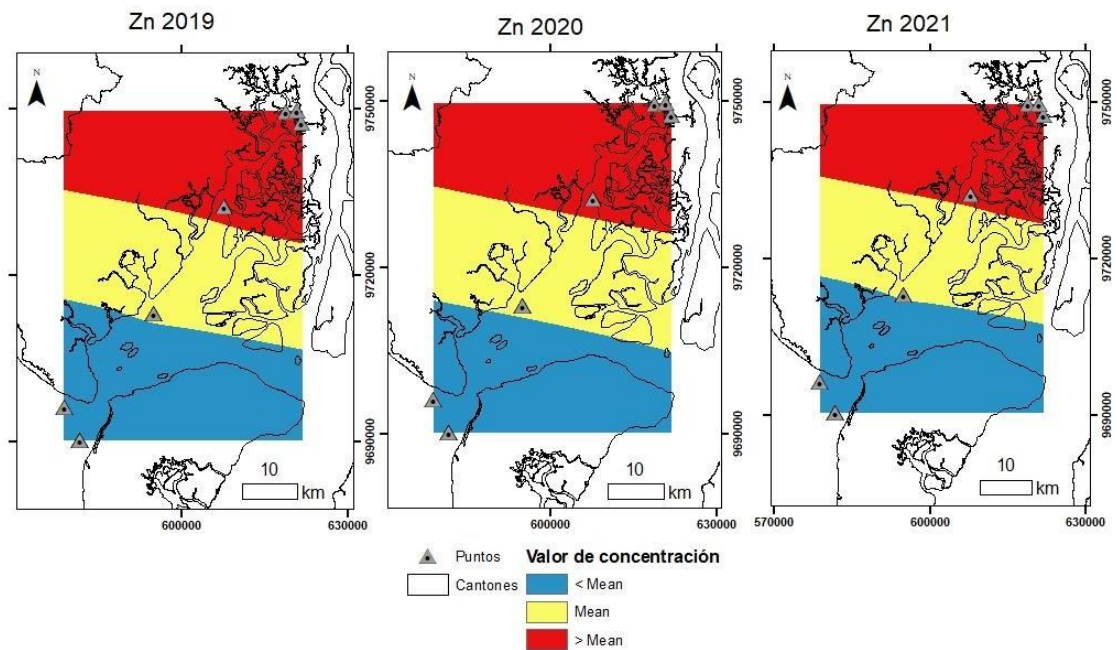 Zn 2019
Zn 2020
Zn 2021
N
N
N
9750000
9720000
9690000
9750000
9720000
9690000
9750000
9720000
9690000
10
km
10
km
10
km
600000
630000
600000
630000
570000
600000
630000
Puntos
Cantones
Valor de concentración
< Mean
Mean
> Mean